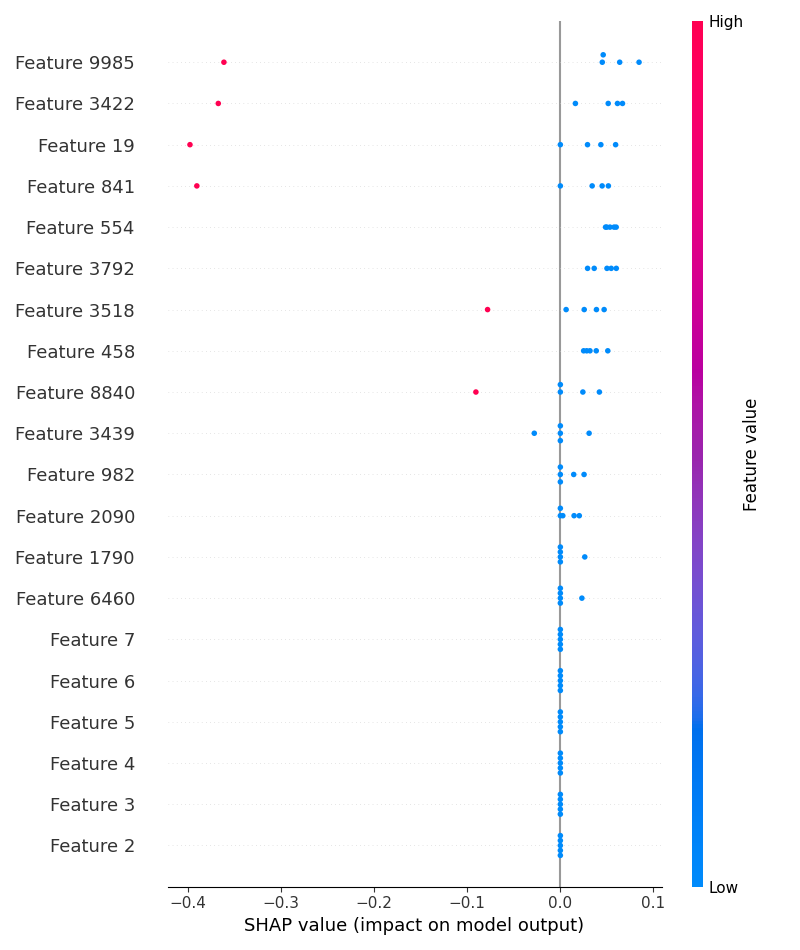 High
Feature 9985
Feature 3422
Feature 19
Feature 841
Feature 554
Feature 3792
Feature 3518
Feature 458
Feature 8840
Feature 3439
Feature 982
Feature 2090
Feature 1790
Feature 6460
Feature 7
Feature 6
Feature 5
Feature 4
Feature 3
Feature 2
Feature value
Low
−0.4 −0.3 −0.2 −0.1 0.0 0.1
SHAP value (impact on model output)